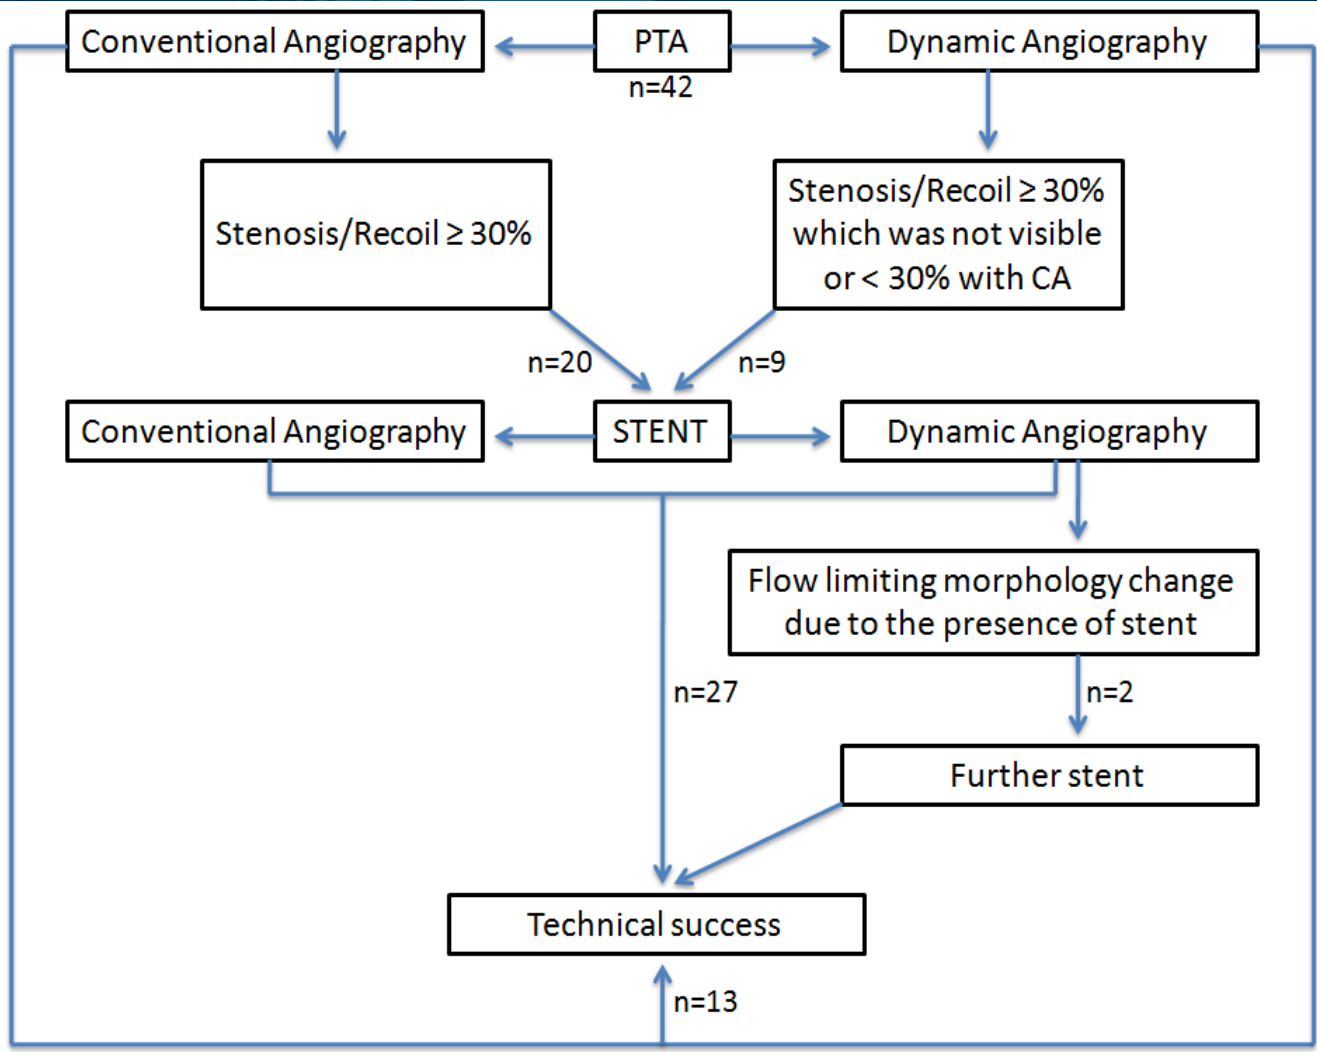 Conventional Angiography
PTA
Dynamic Angiography
n=42
Stenosis/Recoil ≥ 30%
Stenosis/Recoil ≥ 30%
which was not visible
or < 30% with CA
n=20
n=9
Conventional Angiography
STENT
Dynamic Angiography
Flow limiting morphology change
due to the presence of stent
n=27
n=2
Further stent
Technical success
n=13